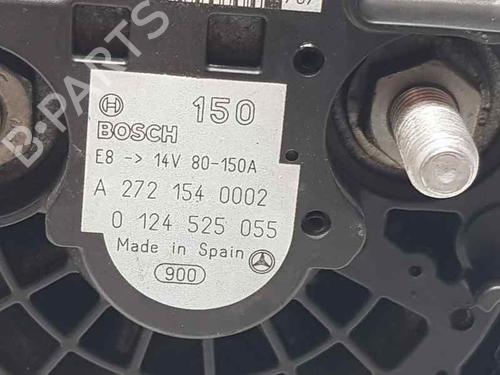 150
BOSCH
E8 -> 14V 80-150A
A 272 154 0002
0 124 525 055
Made in Spain
900
B-PARTS